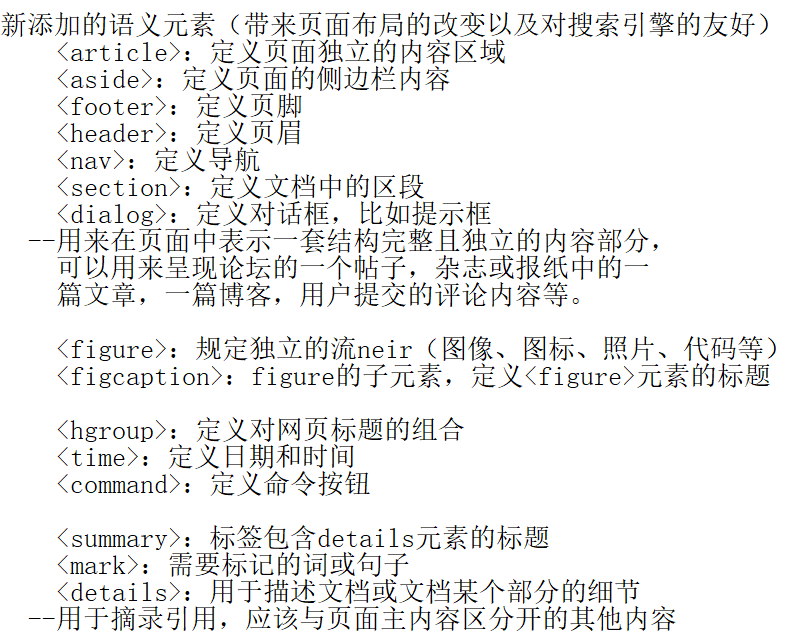 新添加的语义元素（带来页面布局的改变以及对搜索引擎的友好）
<article>：定义页面独立的内容区域
<aside>：定义页面的侧边栏内容
<footer>：定义页脚
<header>：定义页眉
<nav>：定义导航
<section>：定义文档中的区段
<dialog>：定义对话框，比如提示框
--用来在页面中表示一套结构完整且独立的内容部分，
可以用来呈现论坛的一个帖子，杂志或报纸中的一
篇文章，一篇博客，用户提交的评论内容等。
<figure>：规定独立的流neir（图像、图标、照片、代码等）
<figcaption>：figure的子元素，定义<figure>元素的标题
<hgroup>：定义对网页标题的组合
<time>：定义日期和时间
<command>：定义命令按钮
<summary>：标签包含details元素的标题
<mark>：需要标记的词或句子
<details>：用于描述文档或文档某个部分的细节
--用于摘录引用，应该与页面主内容区分开的其他内容